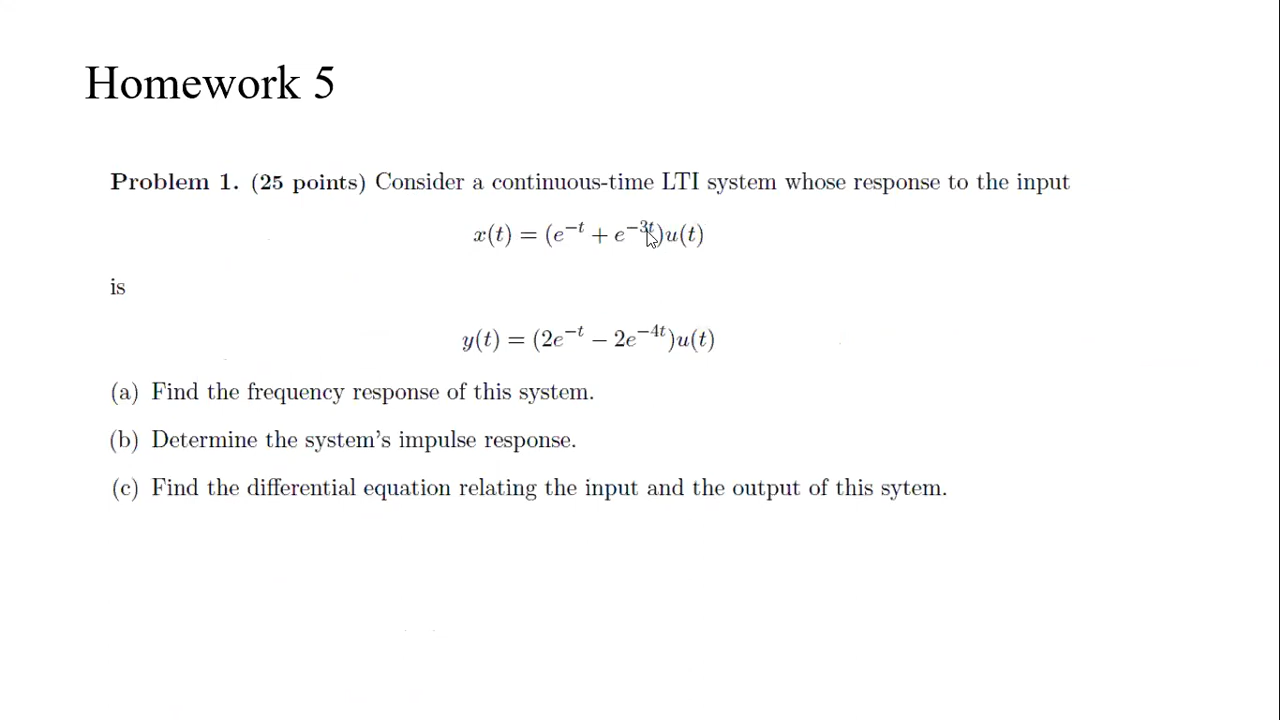 Homework 5
Problem 1. (25 points) Consider a continuous-time LTI system whose response to the input
x(t) = (e^{-t} + e^{-3t})u(t)
is
y(t) = (2e^{-t} − 2e^{-4t})u(t)
(a) Find the frequency response of this system.
(b) Determine the system's impulse response.
(c) Find the differential equation relating the input and the output of this sytem.